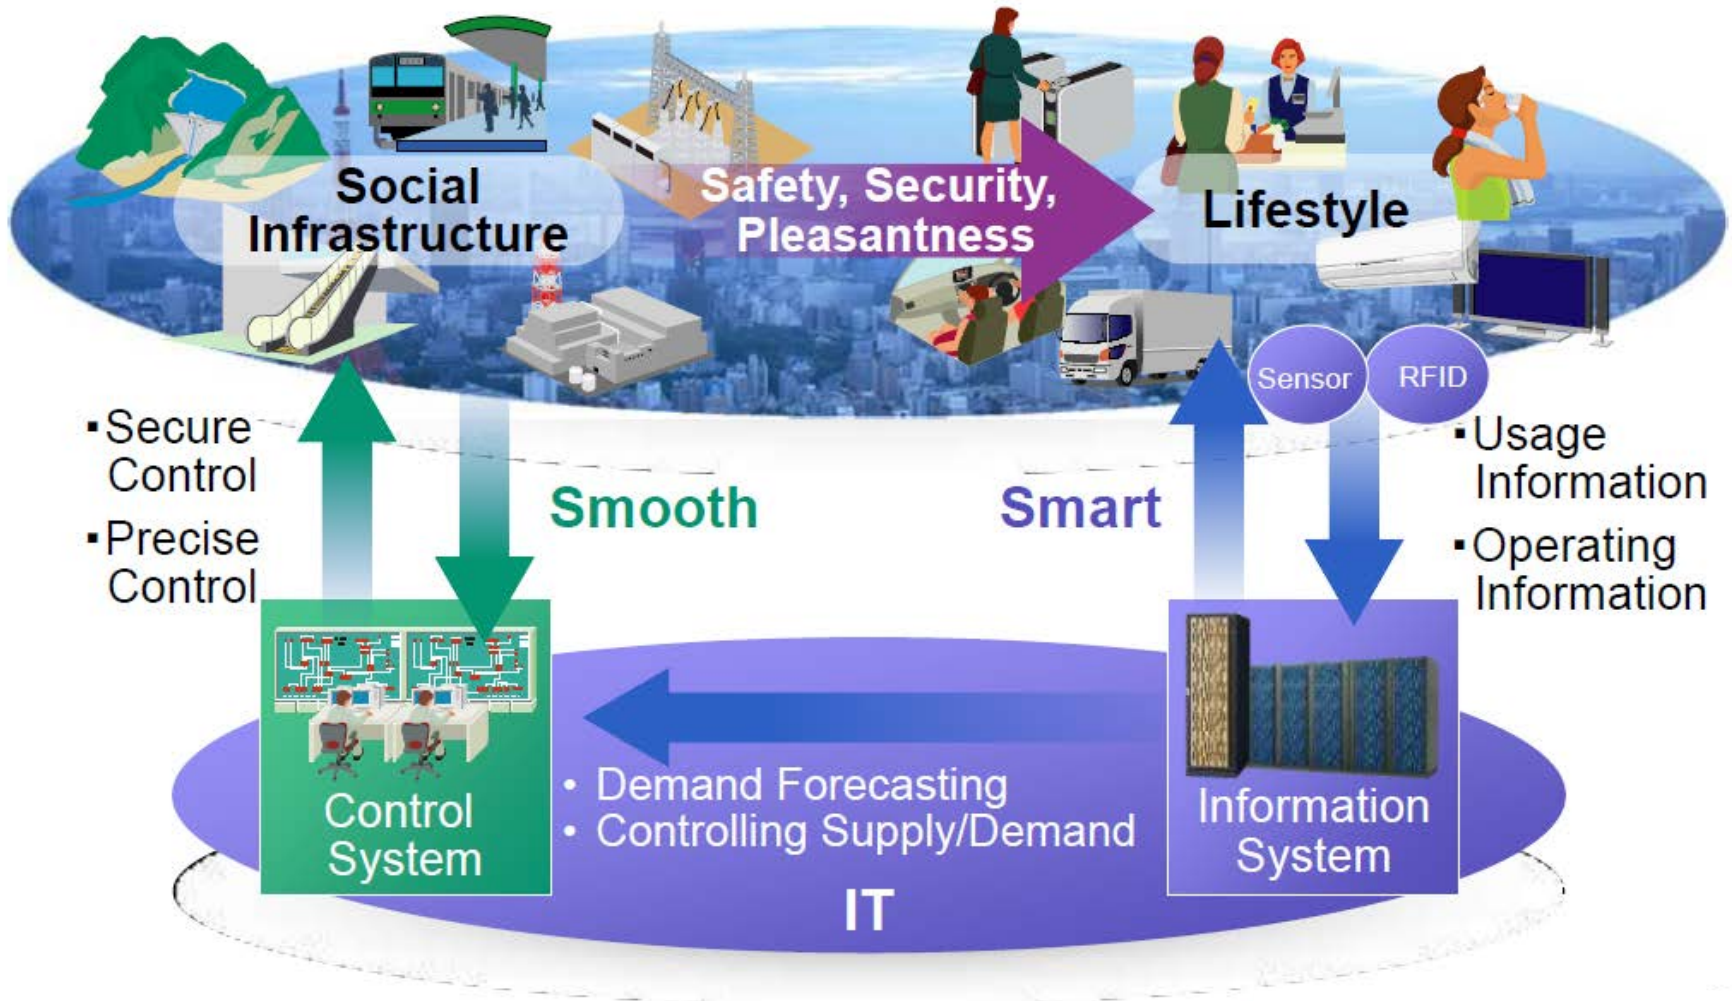 Social
Infrastructure
Safety, Security,
Pleasantness
Lifestyle
Sensor
RFID
▪Secure
Control
▪Precise
Control
Smooth
Smart
▪Usage
Information
▪Operating
Information
Control
System
• Demand Forecasting
• Controlling Supply/Demand
Information
System
IT